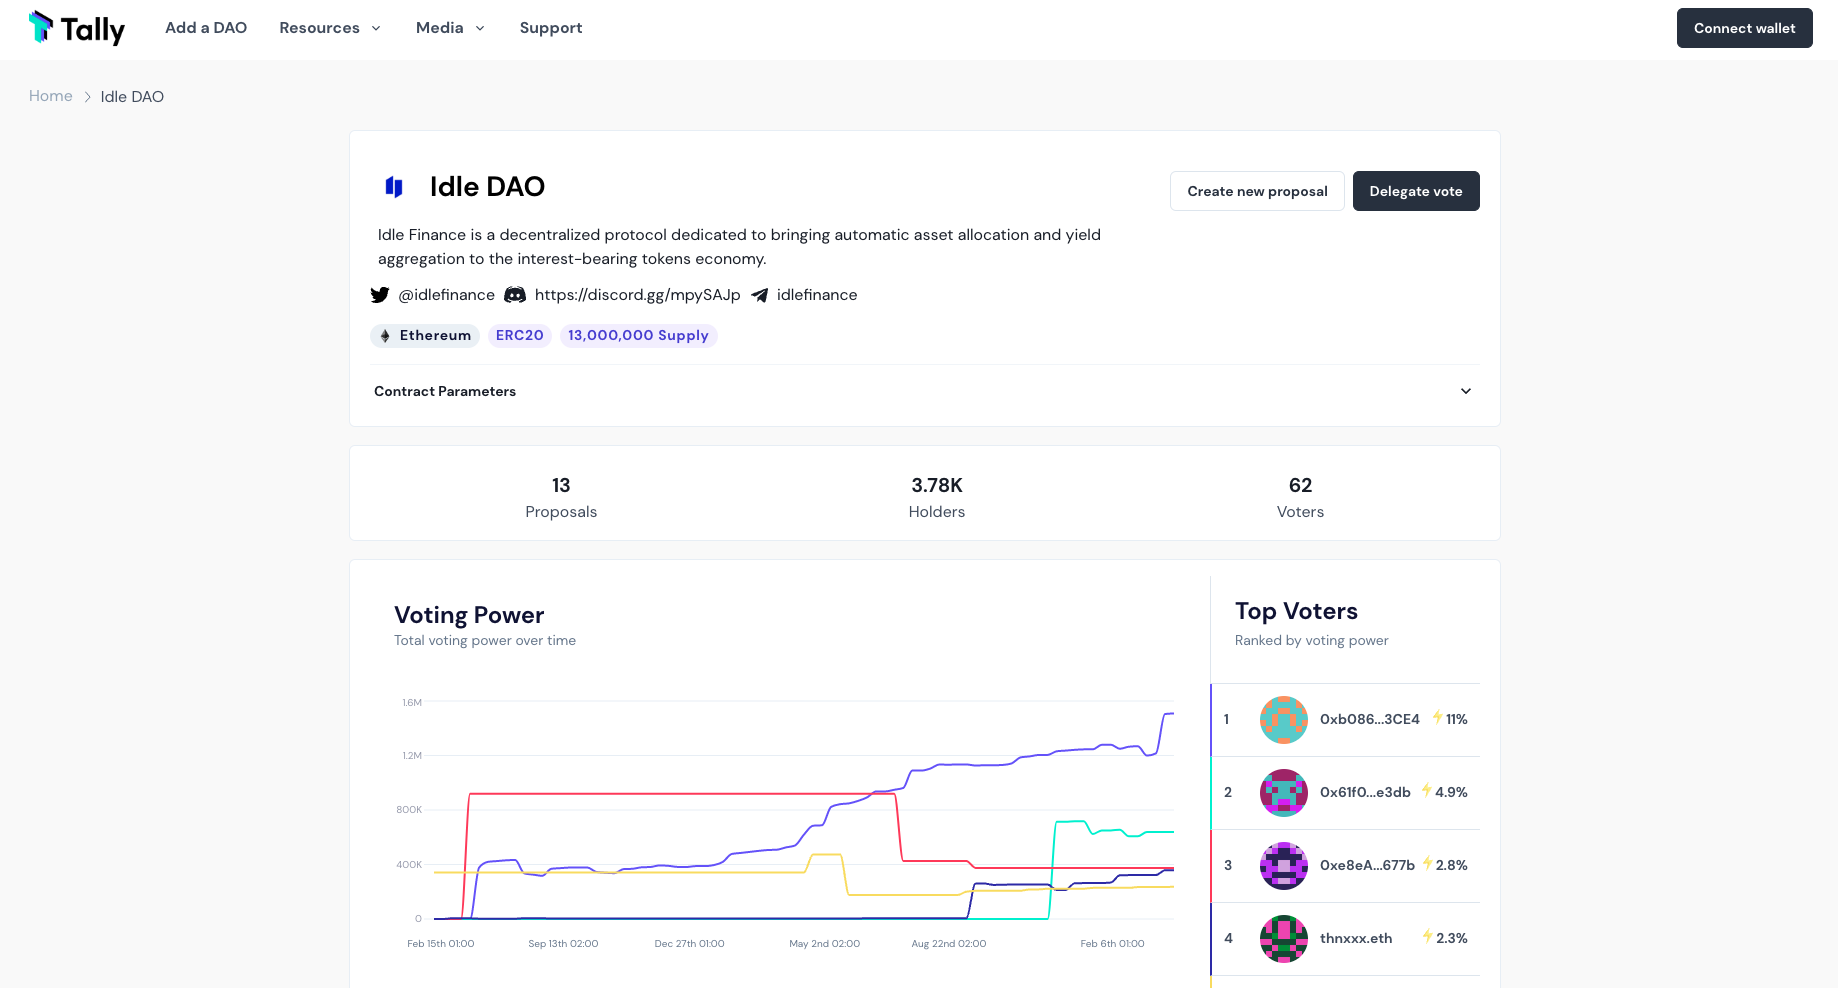 Tally
Add a DAO
Resources
Media
Support
Connect wallet
Home
Idle DAO
Idle DAO
Create new proposal
Delegate vote
Idle Finance is a decentralized protocol dedicated to bringing automatic asset allocation and yield
aggregation to the interest-bearing tokens economy.
@idlefinance
https://discord.gg/mpySAJp
idlefinance
Ethereum
ERC20
13,000,000 Supply
Contract Parameters
13
Proposals
3.78K
Holders
62
Voters
Voting Power
Total voting power over time
1.6M
1.2M
800K
400K
0
Feb 15th 01:00
Sep 13th 02:00
Dec 27th 01:00
May 2nd 02:00
Aug 22nd 02:00
Feb 6th 01:00
Top Voters
Ranked by voting power
1
0xb086...3CE4
11%
2
0x61f0...e3db
4.9%
3
0xe8eA...677b
2.8%
4
thnxxx.eth
2.3%